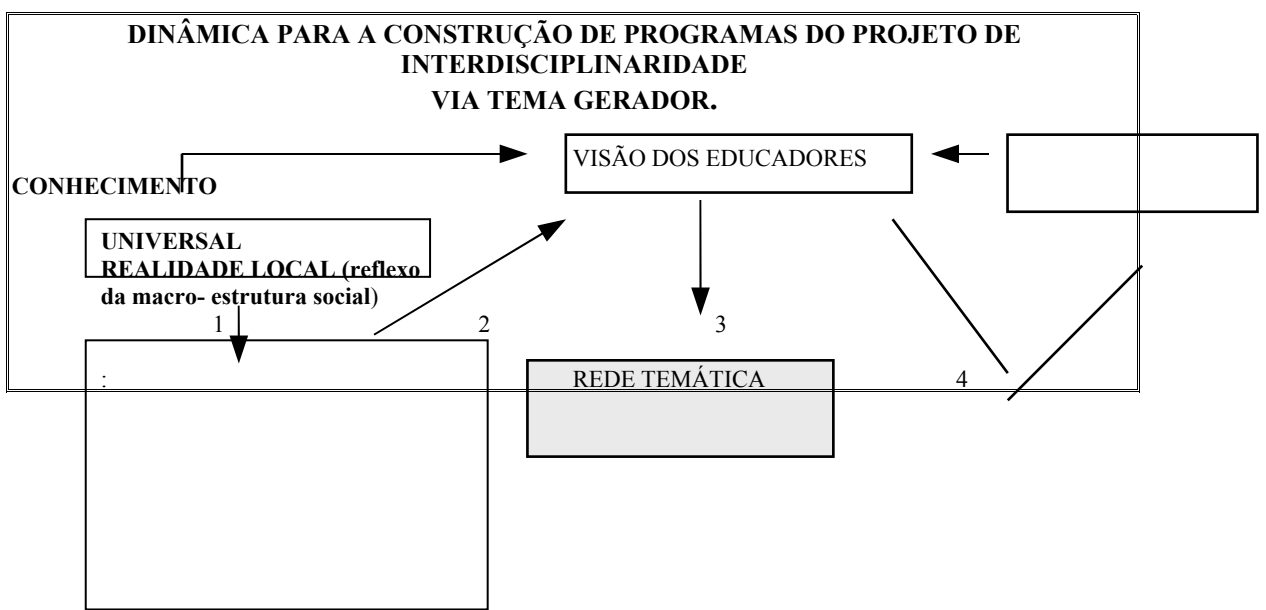 DINÂMICA PARA A CONSTRUÇÃO DE PROGRAMAS DO PROJETO DE
INTERDISCIPLINARIDADE
VIA TEMA GERADOR.
VISÃO DOS EDUCADORES
CONHECIMENTO
UNIVERSAL
REALIDADE LOCAL (reflexo
da macro- estrutura social)
1 2 3
:
REDE TEMÁTICA
4